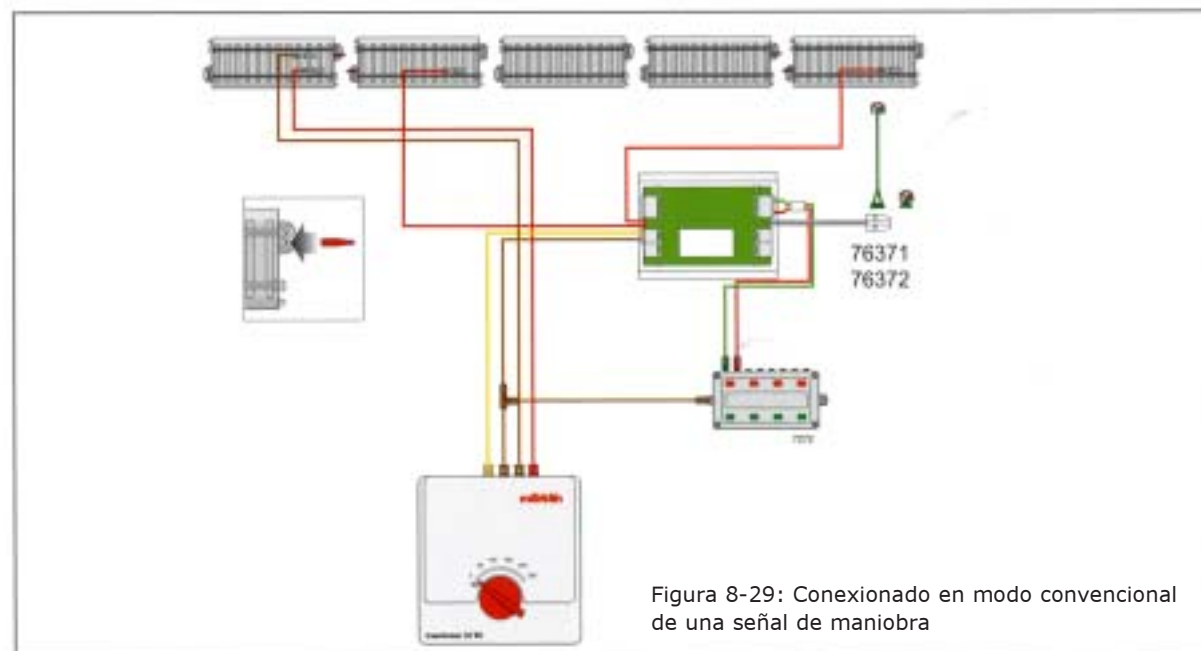 76371
76372
märklin
Figura 8-29: Conexionado en modo convencional
de una señal de maniobra